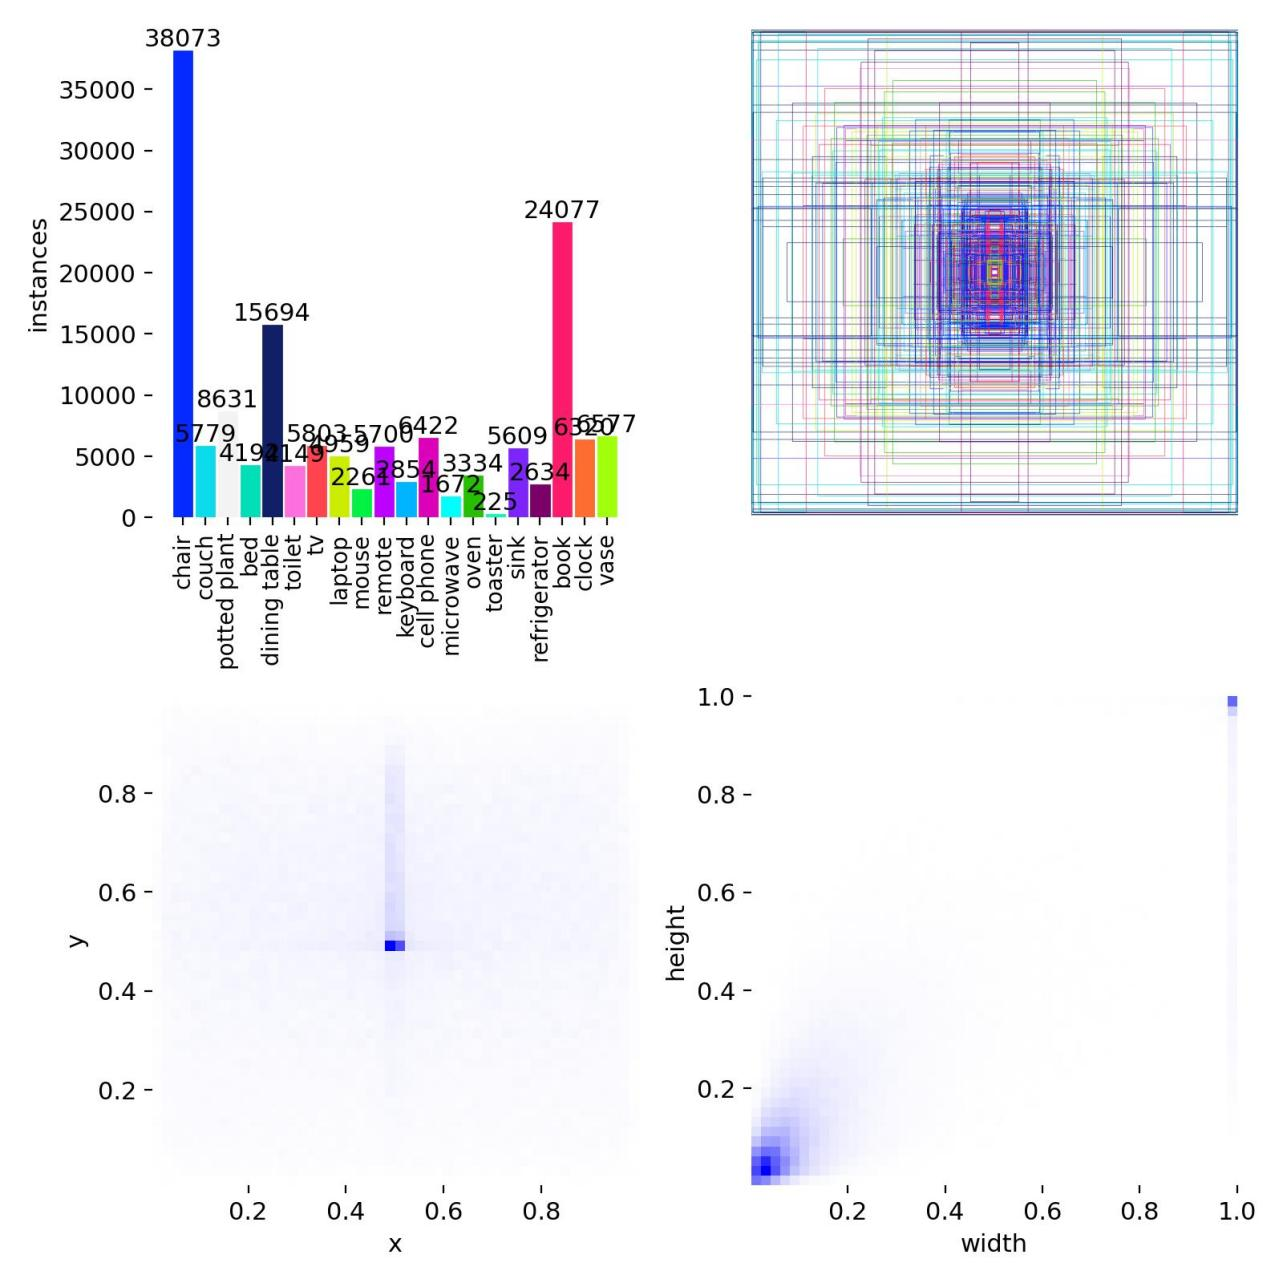 38073
5779
8631
4192
15694
4149
5803
4959
2261
5700
2854
6422
1672
3334
225
5609
2634
24077
6320
6577
35000
30000
25000
20000
15000
10000
5000
0
instances
chair
couch
potted plant
bed
dining table
toilet
tv
laptop
mouse
remote
keyboard
cell phone
microwave
oven
toaster
sink
refrigerator
book
clock
vase
0.8
0.6
0.4
0.2
y
0.2 0.4 0.6 0.8
x
1.0
0.8
0.6
0.4
0.2
height
0.2 0.4 0.6 0.8 1.0
width